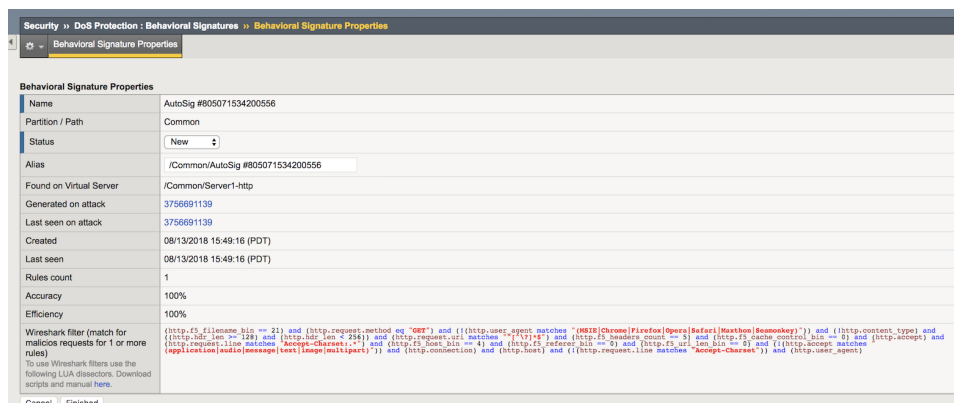 Security ›› DoS Protection : Behavioral Signatures ›› Behavioral Signature Properties
Behavioral Signature Properties
Behavioral Signature Properties
Name AutoSig #805071534200556
Partition / Path Common
Status New
Alias /Common/AutoSig #805071534200556
Found on Virtual Server /Common/Server1-http
Generated on attack 3756691139
Last seen on attack 3756691139
Created 08/13/2018 15:49:16 (PDT)
Last seen 08/13/2018 15:49:16 (PDT)
Rules count 1
Accuracy 100%
Efficiency 100%
Wireshark filter (match for
malicios requests for 1 or more
rules)
To use Wireshark filters use the
following LUA dissectors. Download
scripts and manual here.
(http.f5_filename_bin == 21) and (http.request.method eq "GET") and (!(http.user_agent matches "(MSIE|Chrome|Firefox|Opera|Safari|Maxthon|Seamonkey)")) and (!http.content_type) and
((http.hdr_len >= 128) and (http.hdr_len < 256)) and (http.request.uri matches "^[^\?]*$") and (http.f5_headers_count == 5) and (http.f5_cache_control_bin == 0) and (http.accept) and
(http.request.line matches "Accept-Charset:.*") and (http.f5_host_bin == 4) and (http.f5_referer_bin == 0) and (http.f5_uri_len_bin == 0) and (!(http.accept matches "
(application|audio|message|text|image|multipart)")) and (http.connection) and (http.host) and (!(http.request.line matches "Accept-Charset")) and (http.user_agent)
Cancel Finished